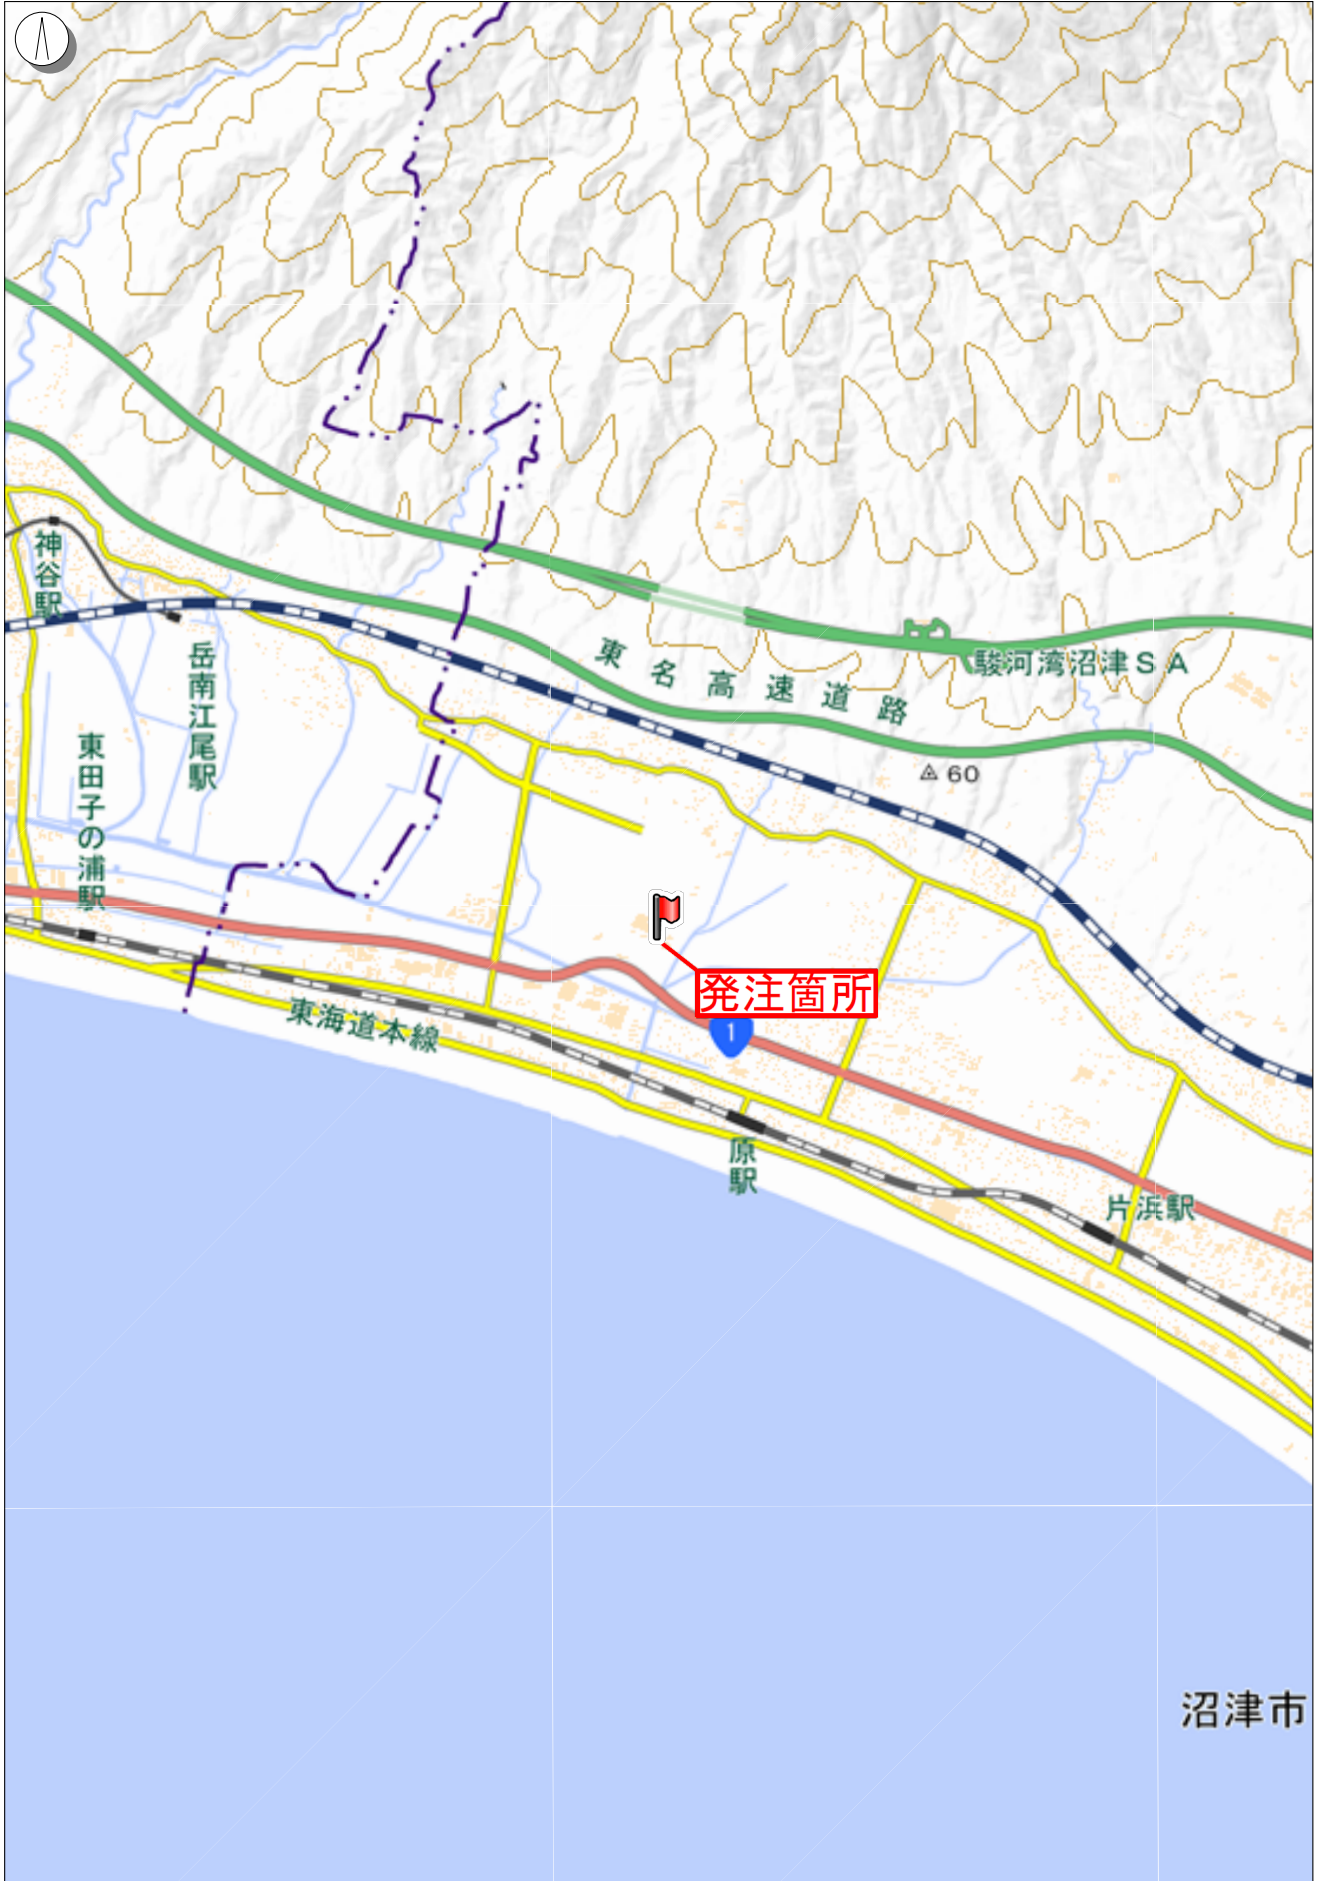 神谷駅
岳南江尾駅
東名高速道路
駿河湾沼津SA
東田子の浦駅
60
発注箇所
1
東海道本線
原駅
片浜駅
沼津市